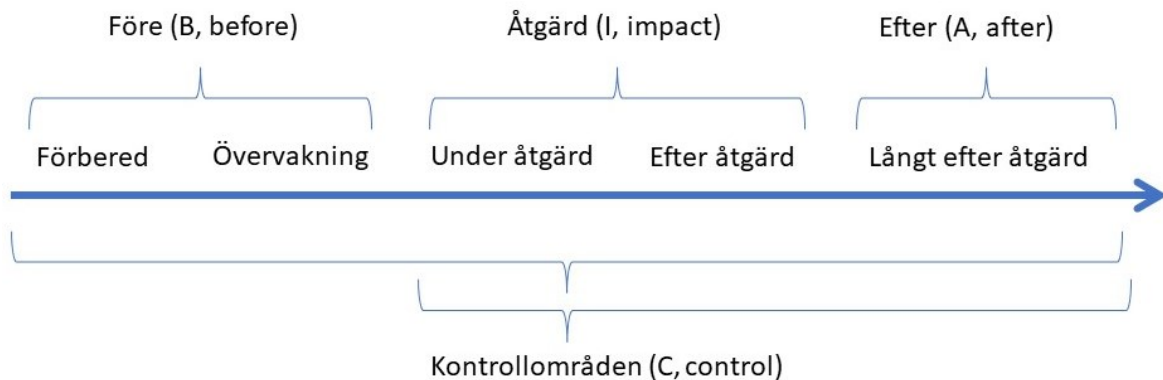 Före (B, before)
Åtgärd (I, impact)
Efter (A, after)
Förbered
Övervakning
Under åtgärd
Efter åtgärd
Långt efter åtgärd
Kontrollområden (C, control)